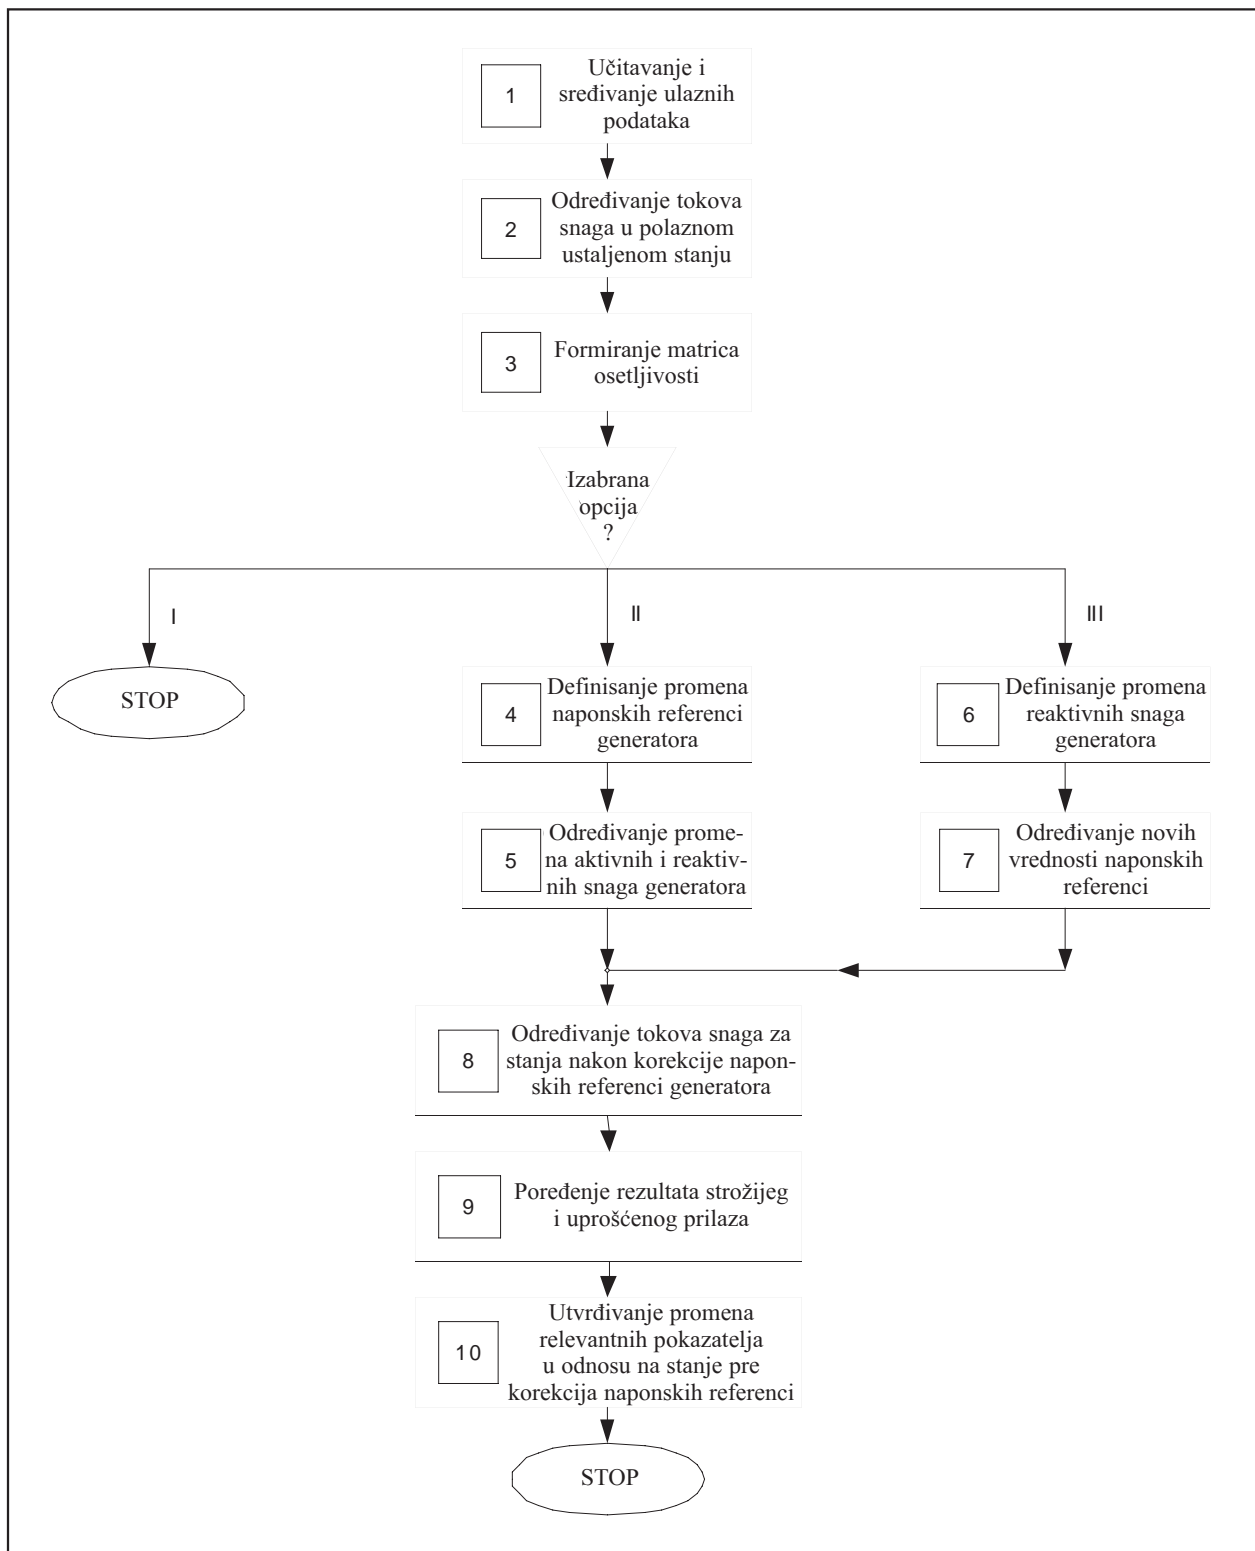 1
Učitavanje i
sređivanje ulaznih
podataka
2
Određivanje tokova
snaga u polaznom
ustaljenom stanju
3
Formiranje matrica
osetljivosti
Izabrana
opcija
?
I
II
III
STOP
4
Definisanje promena
naponskih referenci
generatora
6
Definisanje promena
reaktivnih snaga
generatora
5
Određivanje prome-
na aktivnih i reaktiv-
nih snaga generatora
7
Određivanje novih
vrednosti naponskih
referenci
8
Određivanje tokova snaga za
stanja nakon korekcije napon-
skih referenci generatora
9
Poređenje rezultata strožijeg
i uprošćenog prilaza
10
Utvrđivanje promena
relevantnih pokazatelja
u odnosu na stanje pre
korekcija naponskih referenci
STOP